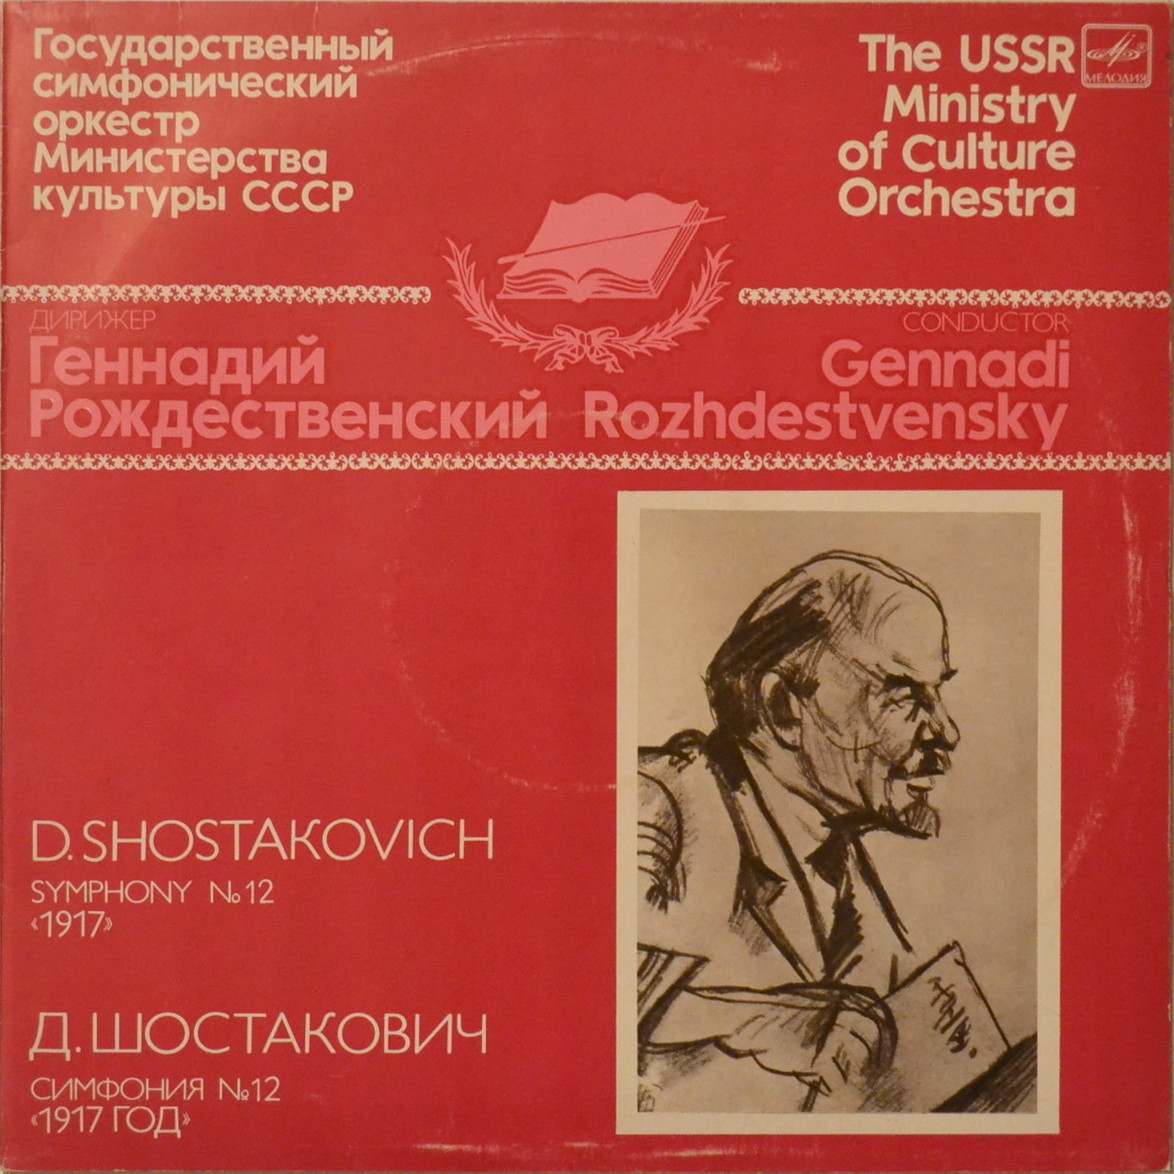 Государственный
симфонический
оркестр
Министерства
культуры СССР
The USSR
Ministry
of Culture
Orchestra
МЕЛОДИЯ
ДИРИЖЕР
Геннадий
Рождественский
CONDUCTOR
Gennadi
Rozhdestvensky
D. SHOSTAKOVICH
SYMPHONY №12
«1917»
Д. ШОСТАКОВИЧ
СИМФОНИЯ №12
«1917 ГОД»